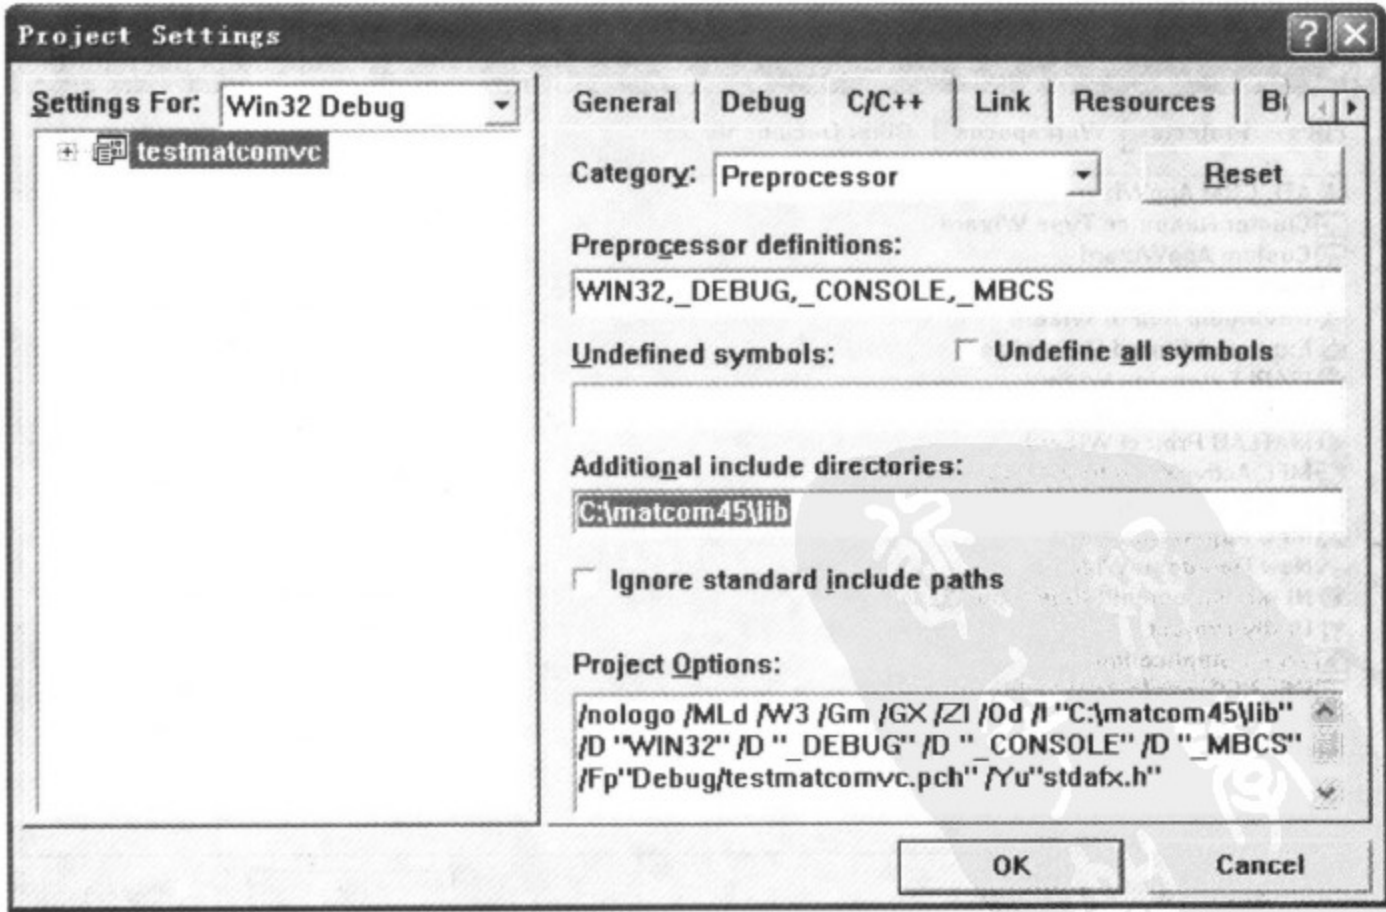 Project Settings
Settings For: Win32 Debug
testmatcomvc
General Debug C/C++ Link Resources
Category: Preprocessor Reset
Preprocessor definitions:
WIN32,_DEBUG,_CONSOLE,_MBCS
Undefined symbols: Undefine all symbols
Additional include directories:
C:\matcom45\lib
Ignore standard include paths
Project Options:
/nologo /MLd /W3 /Gm /GX /ZI /Od /I "C:\matcom45\lib"
/D "WIN32" /D "_DEBUG" /D "_CONSOLE" /D "_MBCS"
/Fp"Debug/testmatcomvc.pch" /Yu"stdafx.h"
OK Cancel